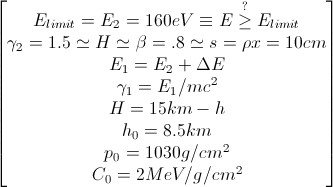 E_{limit} = E_2 = 160eV ≡ E \overset{?}{≥} E_{limit}
γ_2 = 1.5 ≃ H ≃ β = .8 ≃ s = ρx = 10cm
E_1 = E_2 + ΔE
γ_1 = E_1/mc^2
H = 15km − h
h_0 = 8.5km
p_0 = 1030g/cm^2
C_0 = 2MeV/g/cm^2